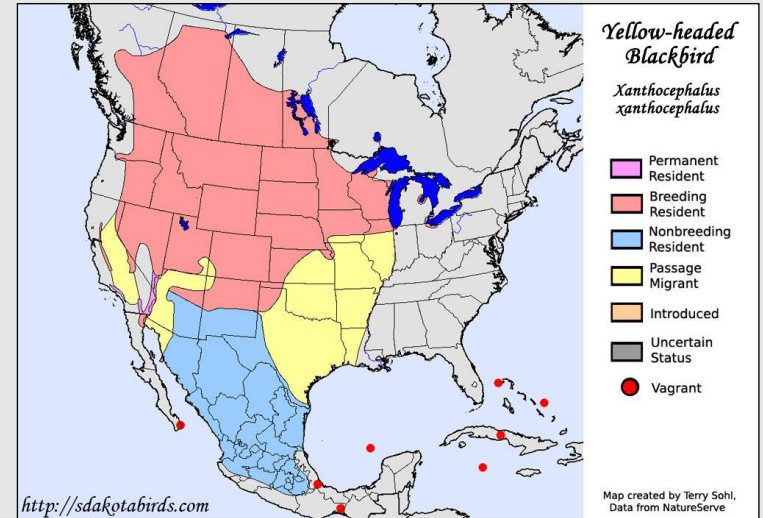 Yellow-headed
Blackbird
Xanthocephalus
xanthocephalus
Permanent
Resident
Breeding
Resident
Nonbreeding
Resident
Passage
Migrant
Introduced
Uncertain
Status
Vagrant
Map created by Terry Sohl,
Data from NatureServe
http://sdakotabirds.com